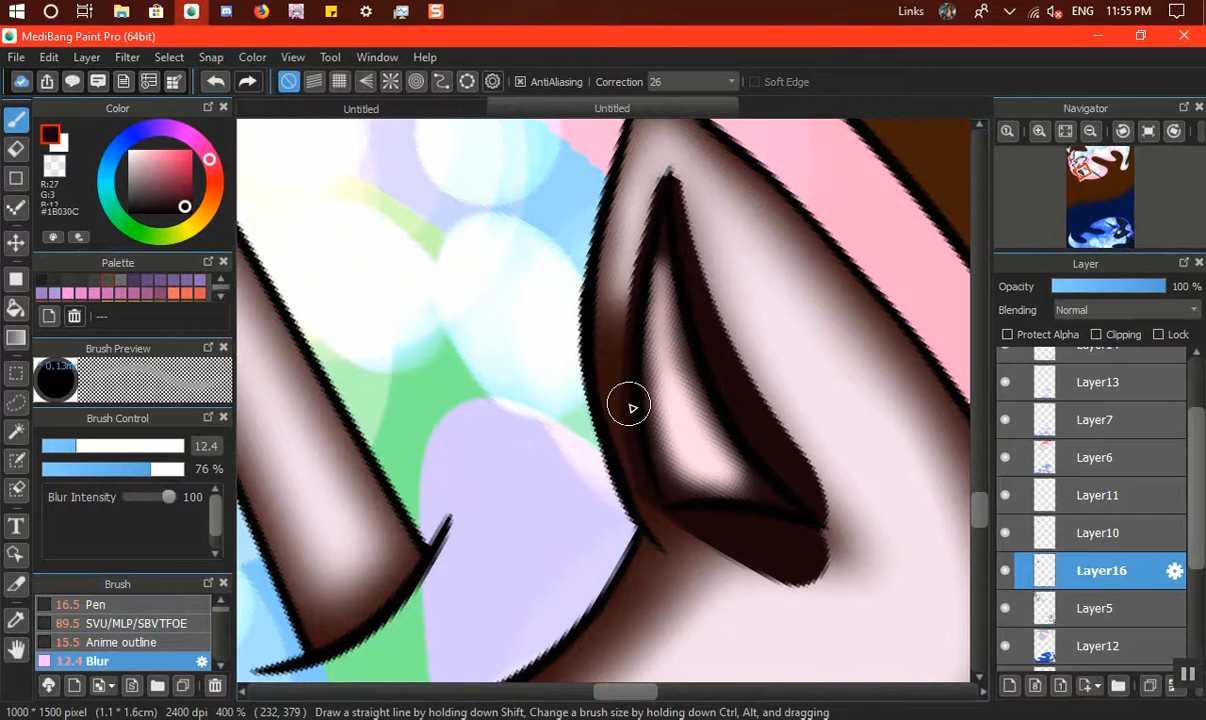 Links
ENG
11:55 PM
MediBang Paint Pro (64bit)
File Edit Layer Filter Select Snap Color View Tool Window Help
AntiAliasing Correction 26 Soft Edge
Color
Untitled
Untitled
Navigator
R:27
G:3
B:12
#1B030C
Palette
---
Layer
Opacity 100 %
Blending Normal
Protect Alpha Clipping Lock
Brush Preview
0.13mm
Layer13
Layer7
Brush Control
12.4
76 %
Layer6
Blur Intensity 100
Layer11
Layer10
Layer16
Brush
16.5 Pen
89.5 SVU/MLP/SBVTFOE
15.5 Anime outline
12.4 Blur
Layer5
Layer12
1000 * 1500 pixel (1.1 * 1.6cm) 2400 dpi 400 % ( 232, 379 ) Draw a straight line by holding down Shift, Change a brush size by holding down Ctrl, Alt, and dragging